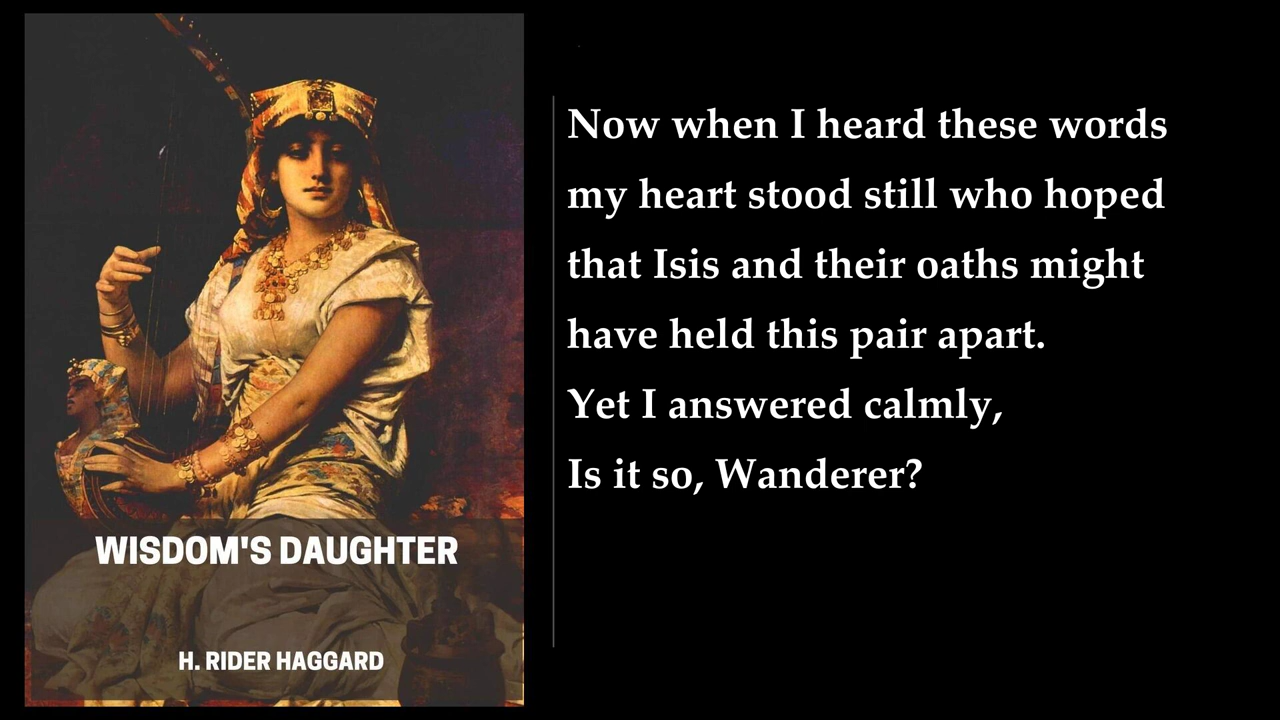 WISDOM'S DAUGHTER
H. RIDER HAGGARD
Now when I heard these words
my heart stood still who hoped
that Isis and their oaths might
have held this pair apart.
Yet I answered calmly,
Is it so, Wanderer?